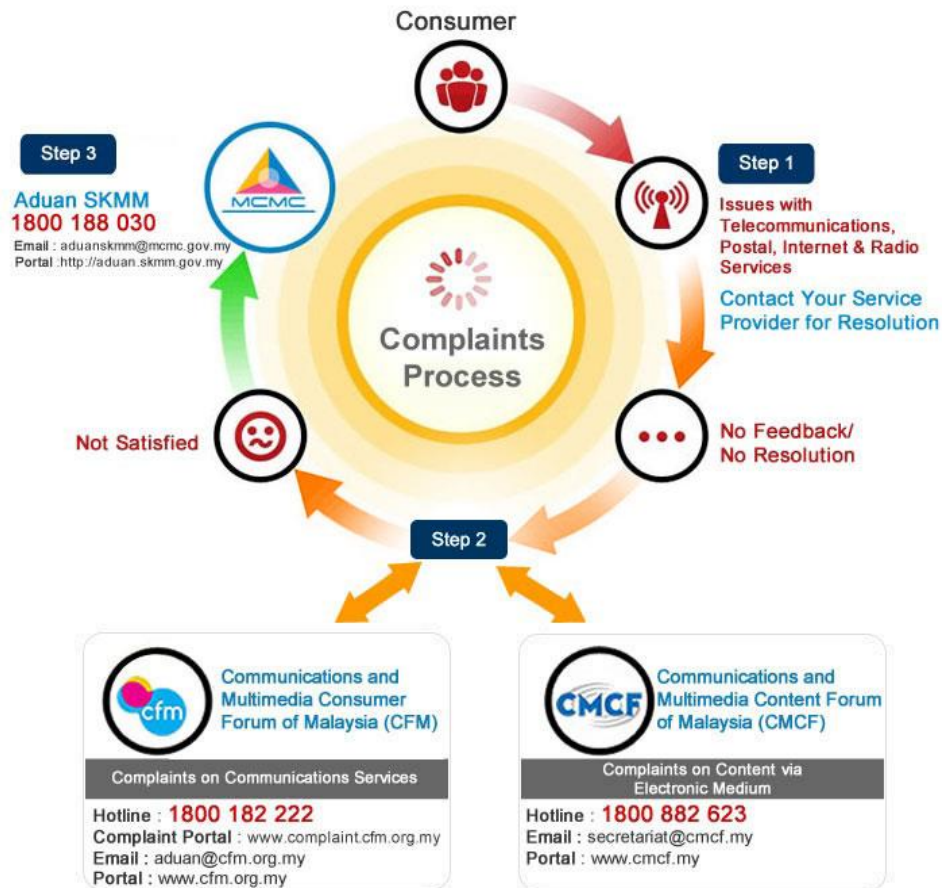 Consumer
Step 1
Issues with
Telecommunications,
Postal, Internet & Radio
Services
Contact Your Service
Provider for Resolution
No Feedback/
No Resolution
Step 2
Not Satisfied
Step 3
MCMC
Aduan SKMM
1800 188 030
Email : aduanskmm@mcmc.gov.my
Portal :http://aduan.skmm.gov.my
Complaints
Process
cfm
Communications and
Multimedia Consumer
Forum of Malaysia (CFM)
Complaints on Communications Services
Hotline : 1800 182 222
Complaint Portal : www.complaint.cfm.org.my
Email : aduan@cfm.org.my
Portal : www.cfm.org.my
CMCF
Communications and
Multimedia Content Forum
of Malaysia (CMCF)
Complaints on Content via
Electronic Medium
Hotline : 1800 882 623
Email : secretariat@cmcf.my
Portal : www.cmcf.my